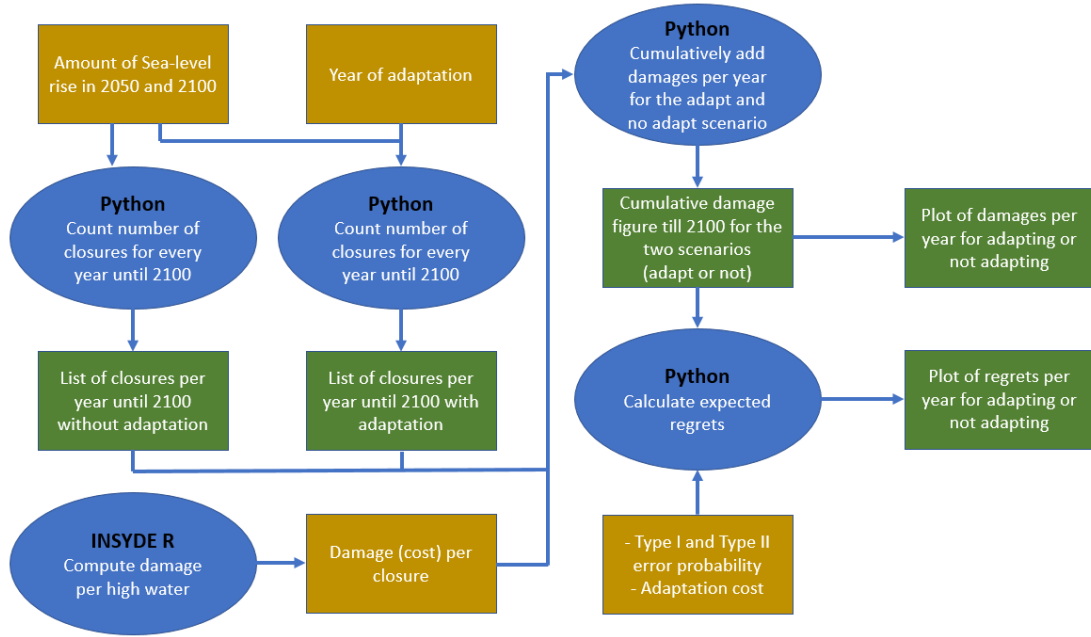 Amount of Sea-level
rise in 2050 and 2100
Year of adaptation
Python
Count number of
closures for every
year until 2100
Python
Count number of
closures for every
year until 2100
List of closures per
year until 2100
without adaptation
List of closures per
year until 2100 with
adaptation
INSYDE R
Compute damage
per high water
Damage (cost) per
closure
Python
Cumulatively add
damages per year
for the adapt and
no adapt scenario
Cumulative damage
figure till 2100 for the
two scenarios
(adapt or not)
Plot of damages per
year for adapting or
not adapting
Python
Calculate expected
regrets
Plot of regrets per
year for adapting or
not adapting
- Type I and Type II
error probability
- Adaptation cost